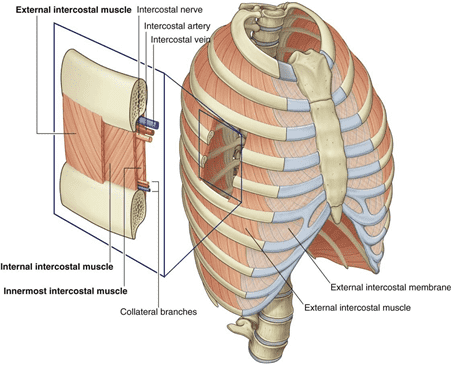 External intercostal muscle
Intercostal nerve
Intercostal artery
Intercostal vein
Internal intercostal muscle
Innermost intercostal muscle
Collateral branches
External intercostal membrane
External intercostal muscle